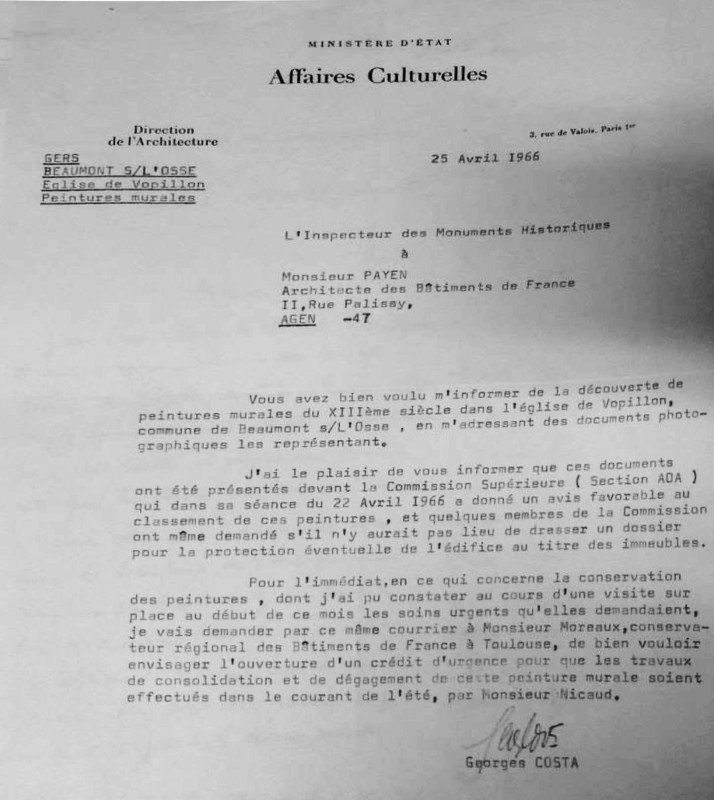 MINISTÈRE D'ÉTAT
Affaires Culturelles
Direction
de l'Architecture
3, rue de Valois, Paris 1er
GERS
BEAUMONT S/L'OSSE
Eglise de Vopillon
Peintures murales
25 Avril I966
L'Inspecteur des Monuments Historiques
à
Monsieur PAYEN
Architecte des Bâtiments de France
II,Rue Palissy,
AGEN -47
Vous avez bien voulu m'informer de la découverte de
peintures murales du XIIIème siècle dans l'église de Vopillon,
commune de Beaumont s/L'Osse , en m'adressant des documents photo-
graphiques les représentant.
J'ai le plaisir de vous informer que ces documents
ont été présentés devant la Commission Supérieure ( Section ADA )
qui dans sa séance du 22 Avril I966 a donné un avis favorable au
classement de ces peintures , et quelques membres de la Commission
ont même demandé s'il n'y aurait pas lieu de dresser un dossier
pour la protection éventuelle de l'édifice au titre des immeubles.
Pour l'immédiat,en ce qui concerne la conservation
des peintures , dont j'ai pu constater au cours d'une visite sur
place au début de ce mois les soins urgents qu'elles demandaient,
je vais demander par ce même courrier à Monsieur Moreaux,conserva-
teur régional des Bâtiments de France à Toulouse, de bien vouloir
envisager l'ouverture d'un crédit d'urgence pour que les travaux
de consolidation et de dégagement de cette peinture murale soient
effectués dans le courant de l'été, par Monsieur Nicaud.
Georges COSTA